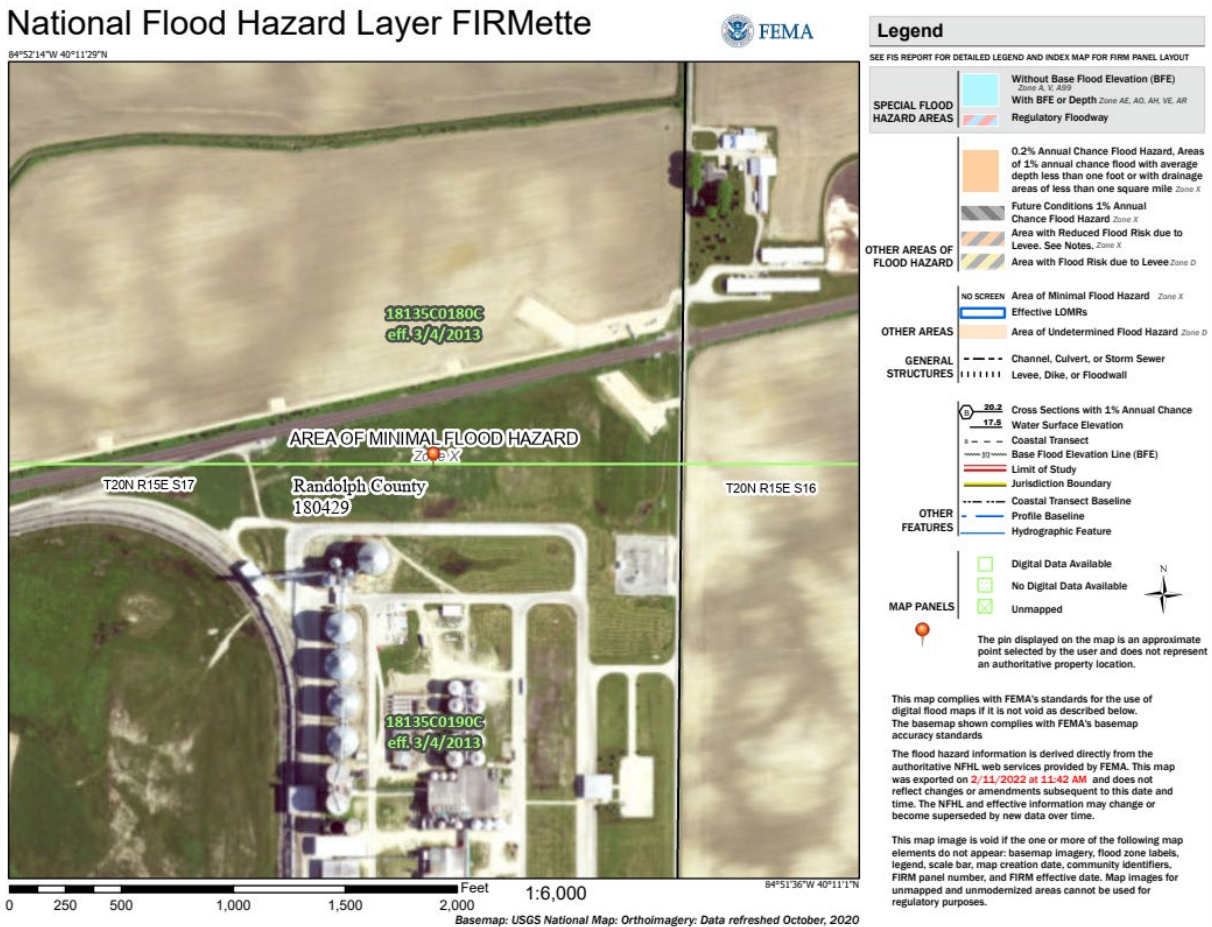 National Flood Hazard Layer FIRMette
FEMA
84°52'14"W 40°11'29"N
18135C0180C
eff. 3/4/2013
AREA OF MINIMAL FLOOD HAZARD
Zone X
T20N R15E S17
Randolph County
180429
T20N R15E S16
18135C0190C
eff. 3/4/2013
0 250 500 1,000 1,500 2,000
Feet
1:6,000
84°51'36"W 40°11'1"N
Basemap: USGS National Map: Orthoimagery: Data refreshed October, 2020
Legend
SEE FIS REPORT FOR DETAILED LEGEND AND INDEX MAP FOR FIRM PANEL LAYOUT
SPECIAL FLOOD
HAZARD AREAS
Without Base Flood Elevation (BFE)
Zone A, V, A99
With BFE or Depth Zone AE, AO, AH, VE, AR
Regulatory Floodway
OTHER AREAS OF
FLOOD HAZARD
0.2% Annual Chance Flood Hazard, Areas
of 1% annual chance flood with average
depth less than one foot or with drainage
areas of less than one square mile Zone X
Future Conditions 1% Annual
Chance Flood Hazard Zone X
Area with Reduced Flood Risk due to
Levee. See Notes. Zone X
Area with Flood Risk due to Levee Zone D
OTHER AREAS
NO SCREEN Area of Minimal Flood Hazard Zone X
Effective LOMRs
Area of Undetermined Flood Hazard Zone D
GENERAL
STRUCTURES
Channel, Culvert, or Storm Sewer
Levee, Dike, or Floodwall
OTHER
FEATURES
B 20.2 Cross Sections with 1% Annual Chance
17.5 Water Surface Elevation
8 Coastal Transect
513 Base Flood Elevation Line (BFE)
Limit of Study
Jurisdiction Boundary
Coastal Transect Baseline
Profile Baseline
Hydrographic Feature
MAP PANELS
Digital Data Available
No Digital Data Available
Unmapped
N
The pin displayed on the map is an approximate
point selected by the user and does not represent
an authoritative property location.
This map complies with FEMA's standards for the use of
digital flood maps if it is not void as described below.
The basemap shown complies with FEMA's basemap
accuracy standards
The flood hazard information is derived directly from the
authoritative NFHL web services provided by FEMA. This map
was exported on 2/11/2022 at 11:42 AM and does not
reflect changes or amendments subsequent to this date and
time. The NFHL and effective information may change or
become superseded by new data over time.
This map image is void if the one or more of the following map
elements do not appear: basemap imagery, flood zone labels,
legend, scale bar, map creation date, community identifiers,
FIRM panel number, and FIRM effective date. Map images for
unmapped and unmodernized areas cannot be used for
regulatory purposes.